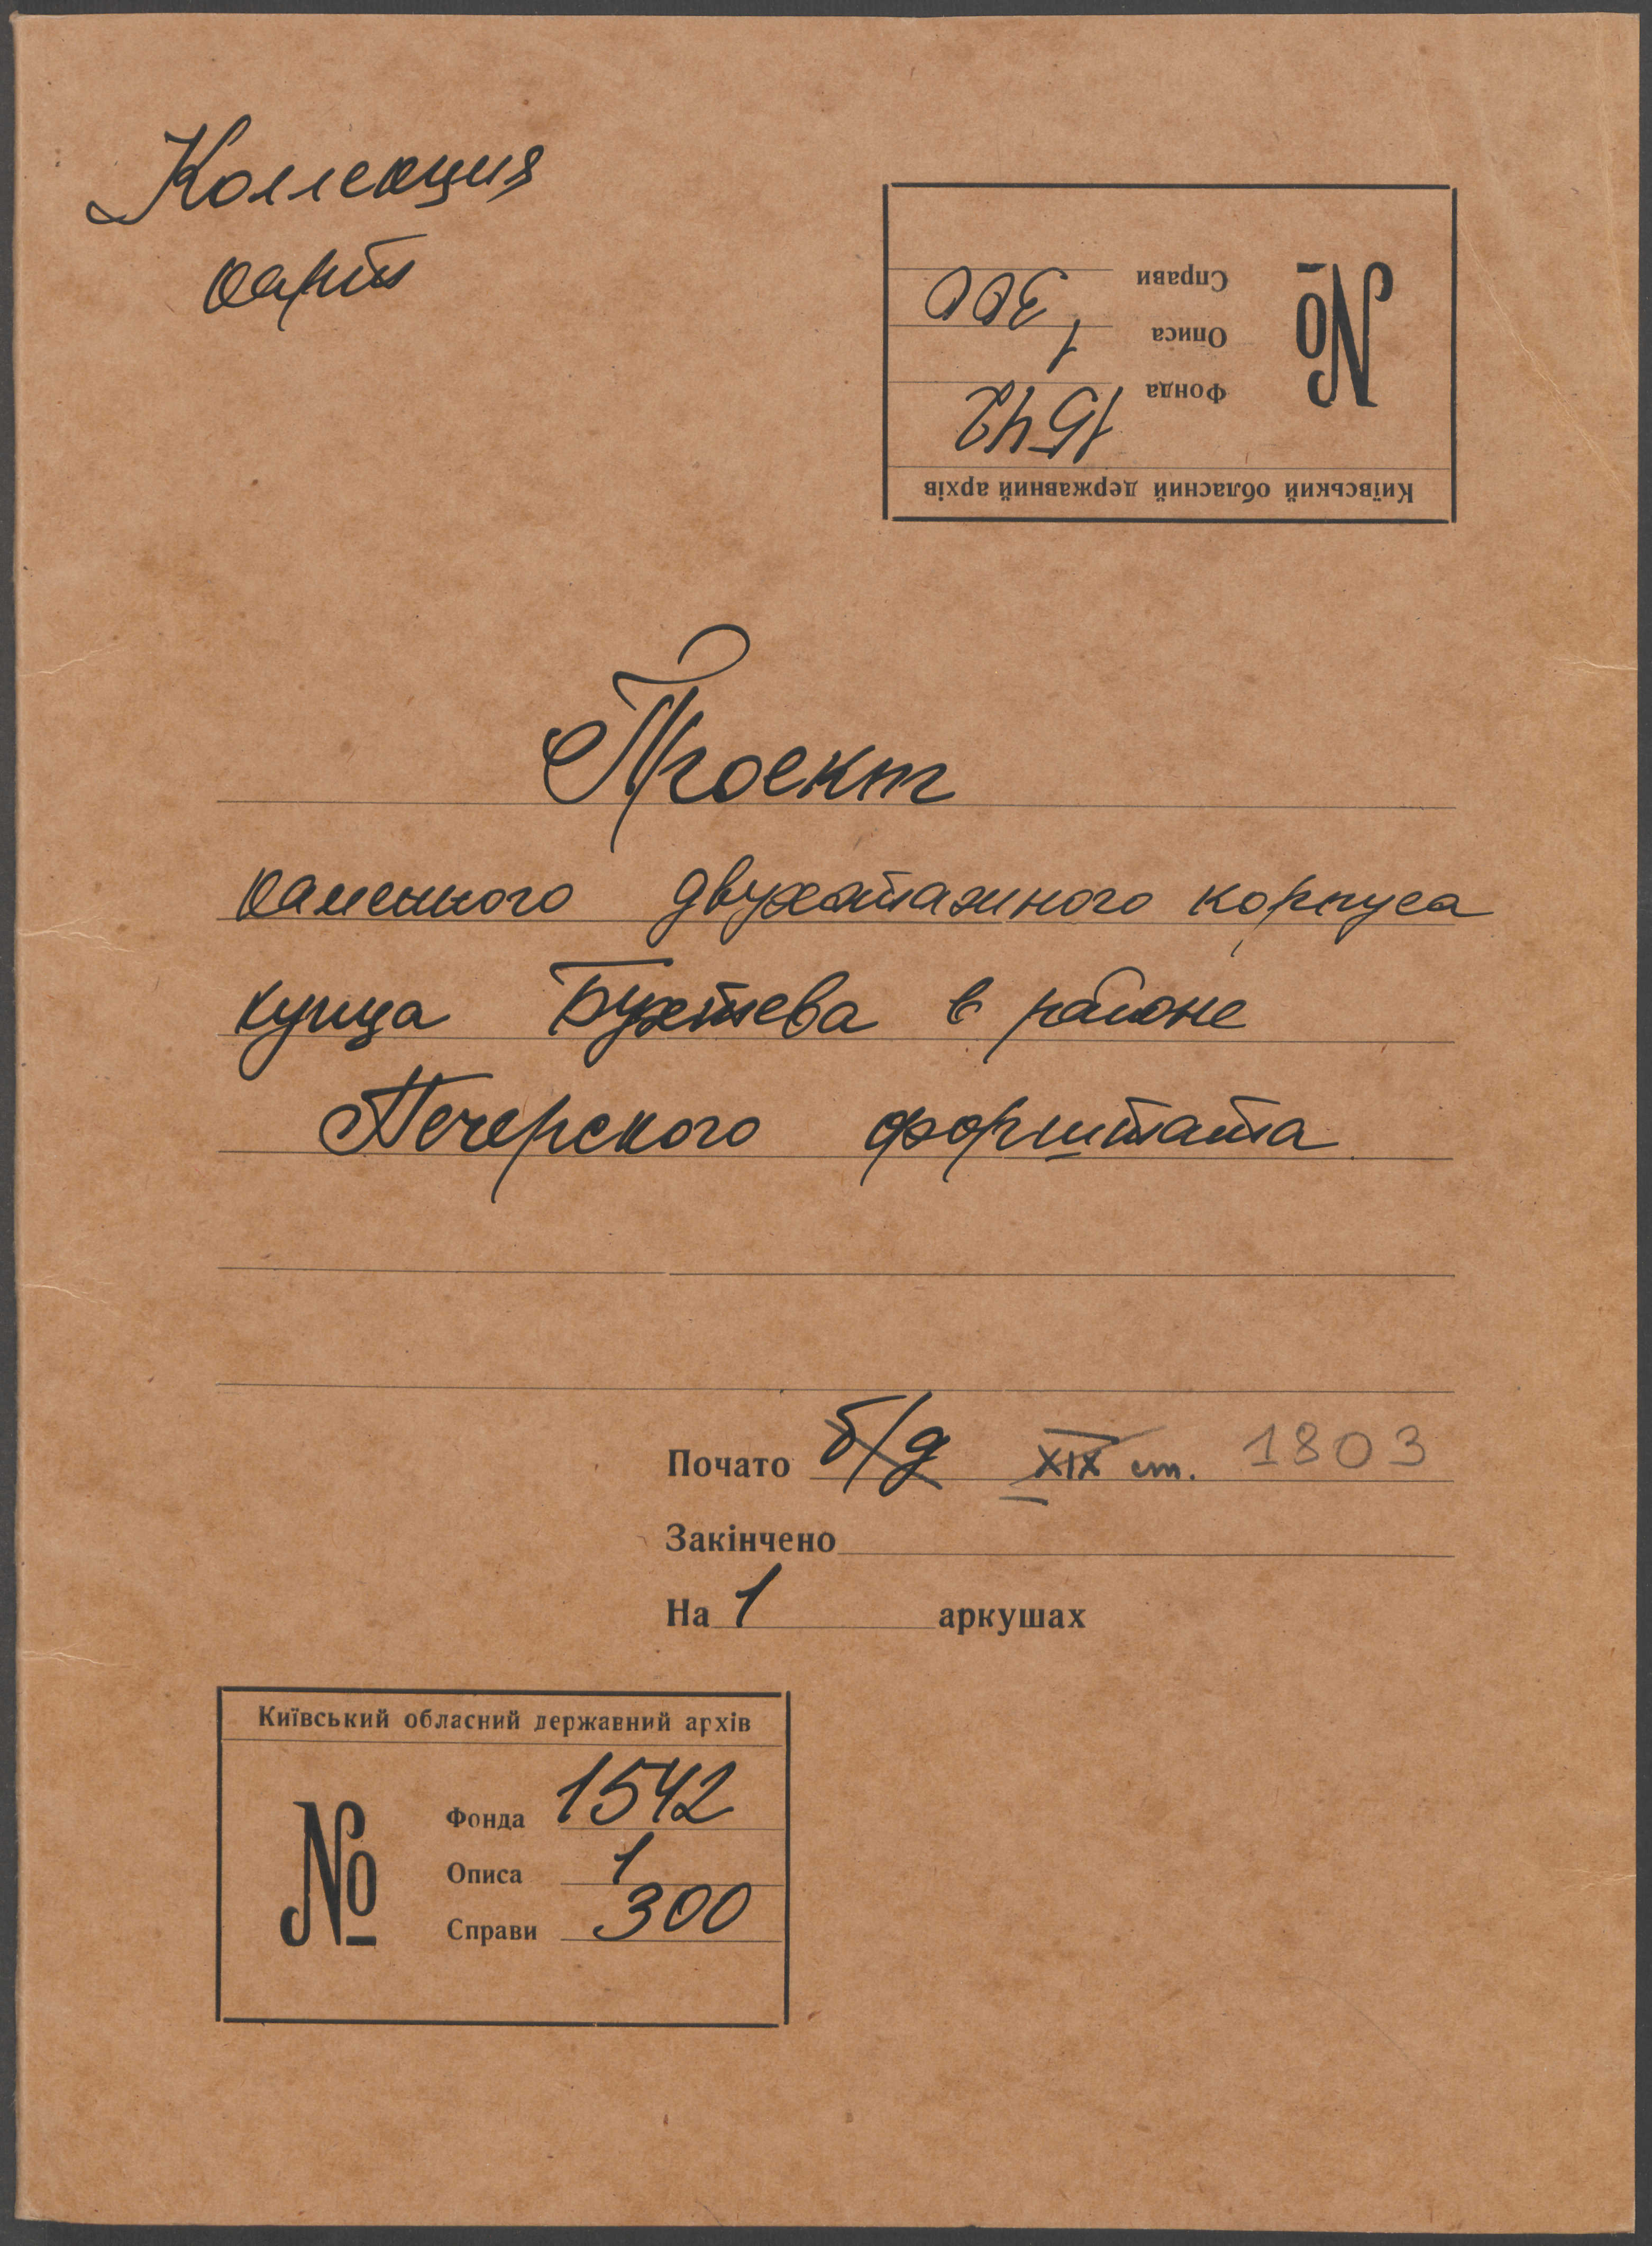 Коллекция
карт
Київський обласний державний архів
№
Фонда 1542
Описа 1
Справи 300
Проект
каменного двухэтажного корпуса
купца Бухтеева в районе
Печерского форштата
Почато б/д XIX ст. 1803
Закінчено
На 1 аркушах
Київський обласний державний архів
№
Фонда 1542
Описа 1
Справи 300